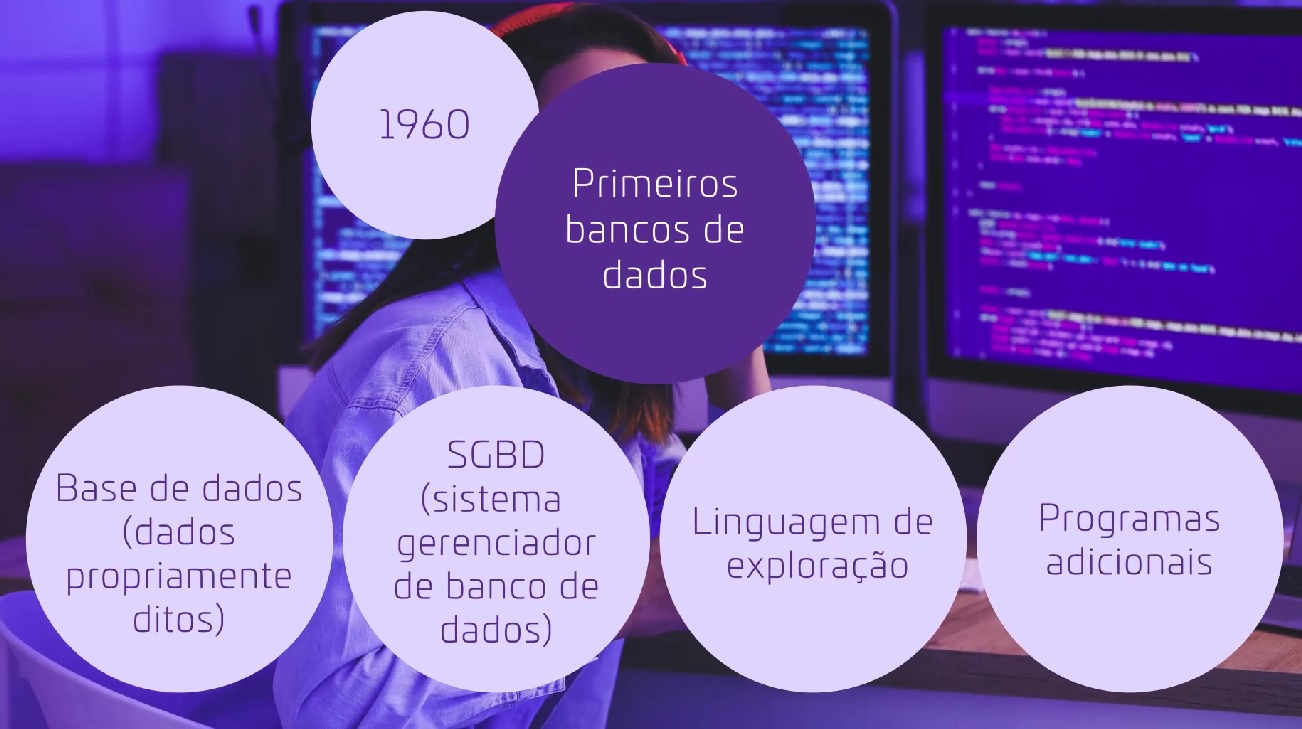 1960
Primeiros
bancos de
dados
Base de dados
(dados
propriamente
ditos)
SGBD
(sistema
gerenciador
de banco de
dados)
Linguagem de
exploração
Programas
adicionais